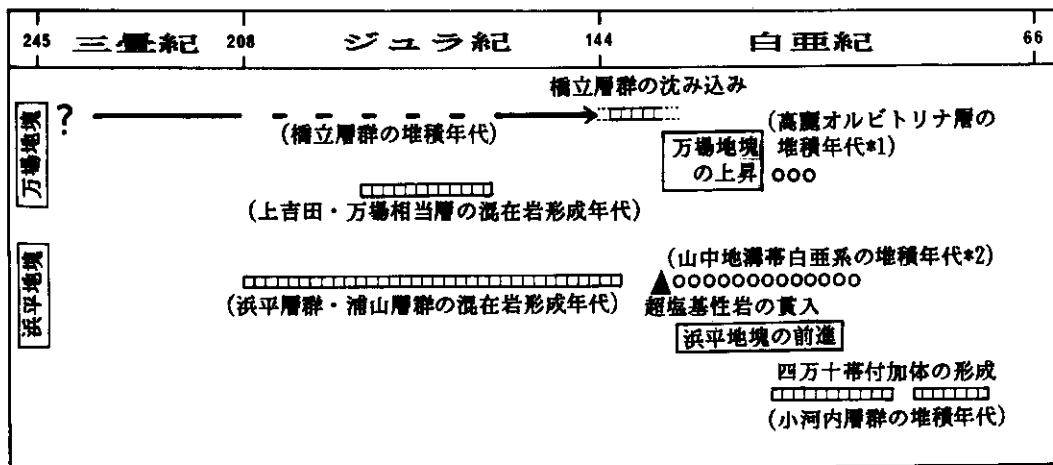 245 三畳紀 208 ジュラ紀 144 白亜紀 66
橋立層群の沈み込み
万場地塊
?
(橋立層群の堆積年代)
(高麗オルビトリナ層の
堆積年代*1)
万場地塊
の上昇
(上吉田・万場相当層の混在岩形成年代)
浜平地塊
(山中地溝帯白亜系の堆積年代*2)
(浜平層群・浦山層群の混在岩形成年代)
超塩基性岩の貫入
浜平地塊の前進
四万十帯付加体の形成
(小河内層群の堆積年代)